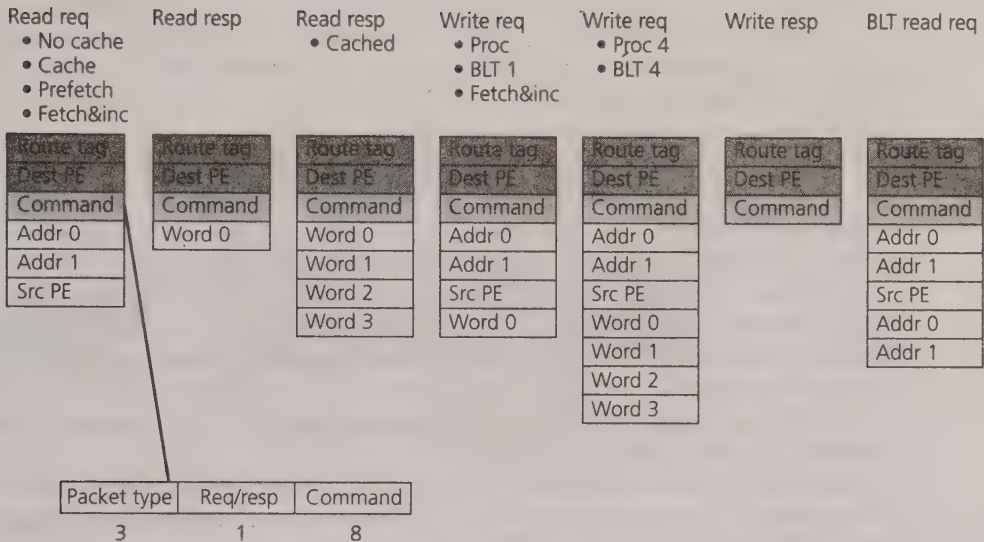 Read req
• No cache
• Cache
• Prefetch
• Fetch&inc
Route tag
Dest PE
Command
Addr 0
Addr 1
Src PE
Read resp
Route tag
Dest PE
Command
Word 0
Read resp
• Cached
Route tag
Dest PE
Command
Word 0
Word 1
Word 2
Word 3
Write req
• Proc
• BLT 1
• Fetch&inc
Route tag
Dest PE
Command
Addr 0
Addr 1
Src PE
Word 0
Write req
• Proc 4
• BLT 4
Route tag
Dest PE
Command
Addr 0
Addr 1
Src PE
Word 0
Word 1
Word 2
Word 3
Write resp
Route tag
Dest PE
Command
BLT read req
Route tag
Dest PE
Command
Addr 0
Addr 1
Src PE
Addr 0
Addr 1
Packet type Req/resp Command
3 1 8